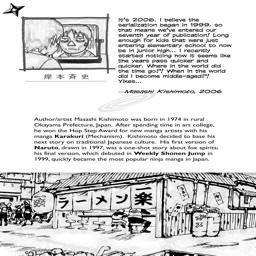 It's 2006. I believe the
serialization began in 1999, so
that means we've entered our
seventh year of publication! Long
enough for kids that were just
entering elementary school to now
be in junior high... I recently
started noticing how it seems like
the years pass quicker and
quicker. Where in the world did
the time go?! When in the world
did I become middle-aged?!
Yikes...
—Masashi Kishimoto, 2006
岸本斉史
Author/artist Masashi Kishimoto was born in 1974 in rural
Okayama Prefecture, Japan. After spending time in art college,
he won the Hop Step Award for new manga artists with his
manga Karakuri (Mechanism). Kishimoto decided to base his
next story on traditional Japanese culture. His first version of
Naruto, drawn in 1997, was a one-shot story about fox spirits;
his final version, which debuted in Weekly Shonen Jump in
1999, quickly became the most popular ninja manga in Japan.
ラーメン 楽